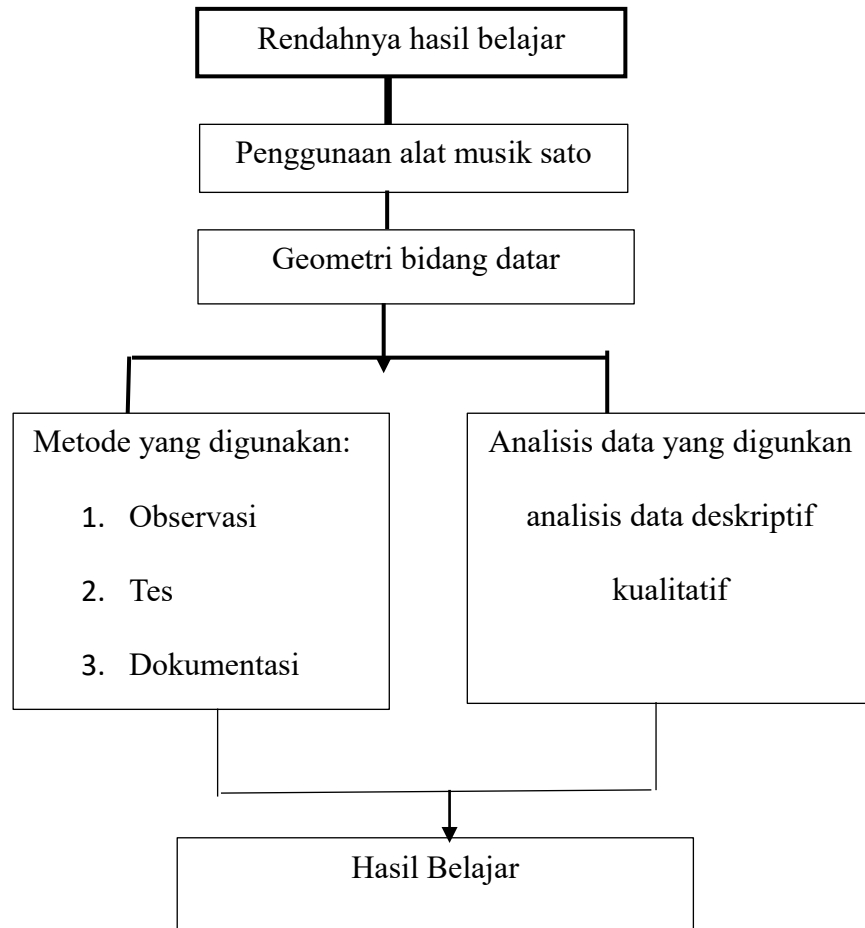 Rendahnya hasil belajar
Penggunaan alat musik sato
Geometri bidang datar
Metode yang digunakan:
1. Observasi
2. Tes
3. Dokumentasi
Analisis data yang digunkan
analisis data deskriptif
kualitatif
Hasil Belajar